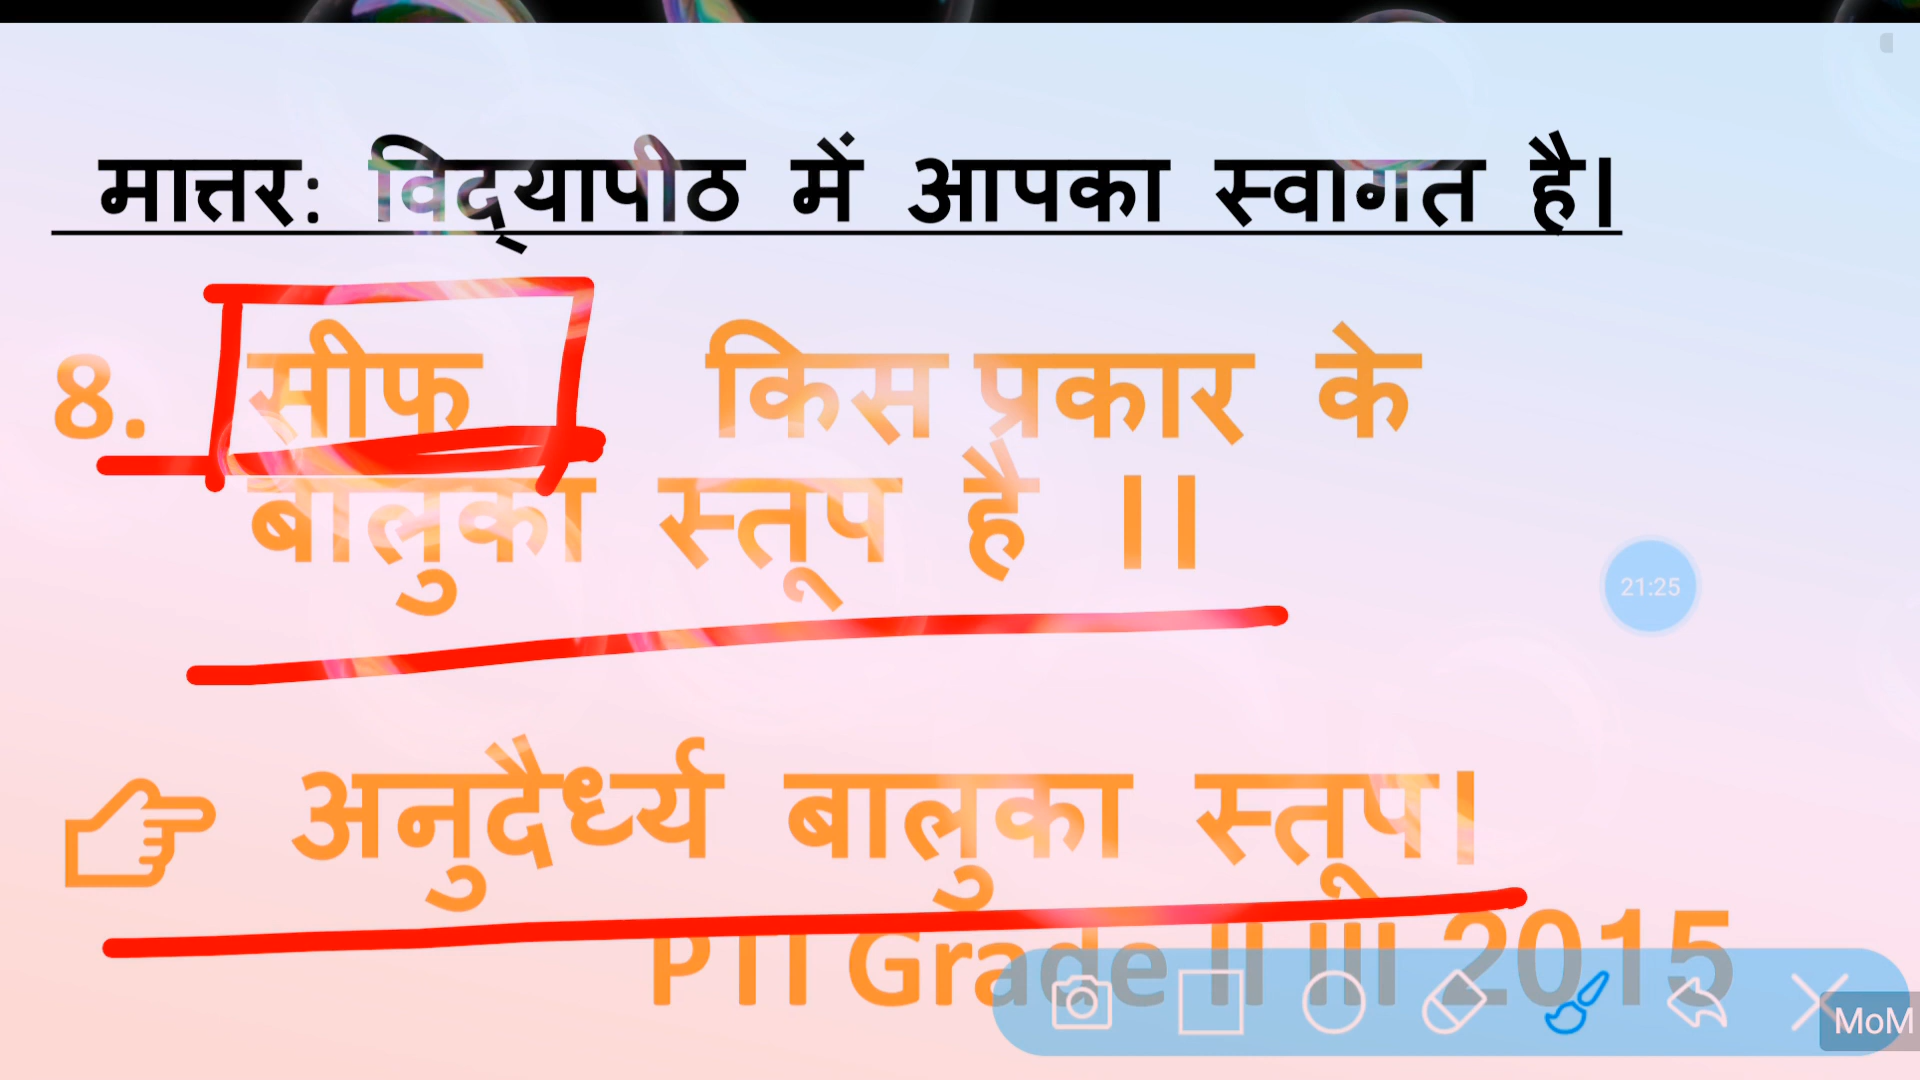 मात्तर: विद्‌यापीठ में आपका स्वागत है।
8. सीफ किस प्रकार के
बालुका स्तूप है ।।
21:25
अनुदैर्ध्य बालुका स्तूप।
PTI Grade II III 2015
MoM